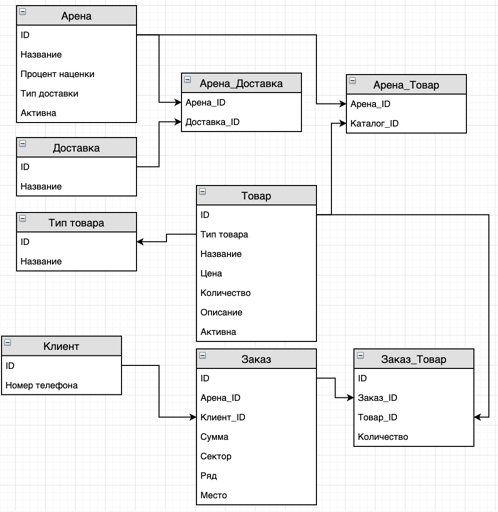 Арена
ID
Название
Процент наценки
Тип доставки
Активна
Арена_Доставка
Арена_ID
Доставка_ID
Арена_Товар
Арена_ID
Каталог_ID
Доставка
ID
Название
Тип товара
ID
Название
Товар
ID
Тип товара
Название
Цена
Количество
Описание
Активна
Клиент
ID
Номер телефона
Заказ
ID
Арена_ID
Клиент_ID
Сумма
Сектор
Ряд
Место
Заказ_Товар
ID
Заказ_ID
Товар_ID
Количество